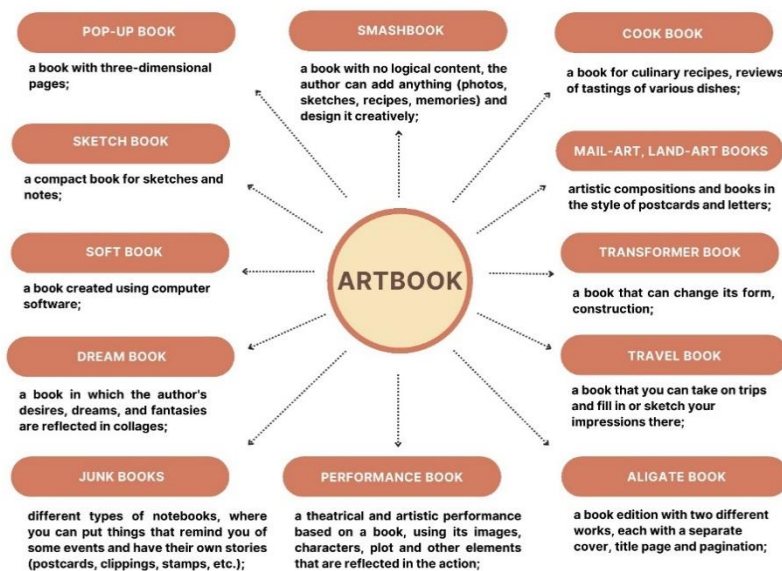 POP-UP BOOK
a book with three-dimensional
pages;
SMASHBOOK
a book with no logical content, the
author can add anything (photos,
sketches, recipes, memories) and
design it creatively;
COOK BOOK
a book for culinary recipes, reviews
of tastings of various dishes;
SKETCH BOOK
a compact book for sketches and
notes;
MAIL-ART, LAND-ART BOOKS
artistic compositions and books in
the style of postcards and letters;
SOFT BOOK
a book created using computer
software;
ARTBOOK
TRANSFORMER BOOK
a book that can change its form,
construction;
DREAM BOOK
a book in which the author's
desires, dreams, and fantasies
are reflected in collages;
TRAVEL BOOK
a book that you can take on trips
and fill in or sketch your
impressions there;
JUNK BOOKS
different types of notebooks, where
you can put things that remind you of
some events and have their own stories
(postcards, clippings, stamps, etc.);
PERFORMANCE BOOK
a theatrical and artistic performance
based on a book, using its images,
characters, plot and other elements
that are reflected in the action;
ALIGATE BOOK
a book edition with two different
works, each with a separate
cover, title page and pagination;